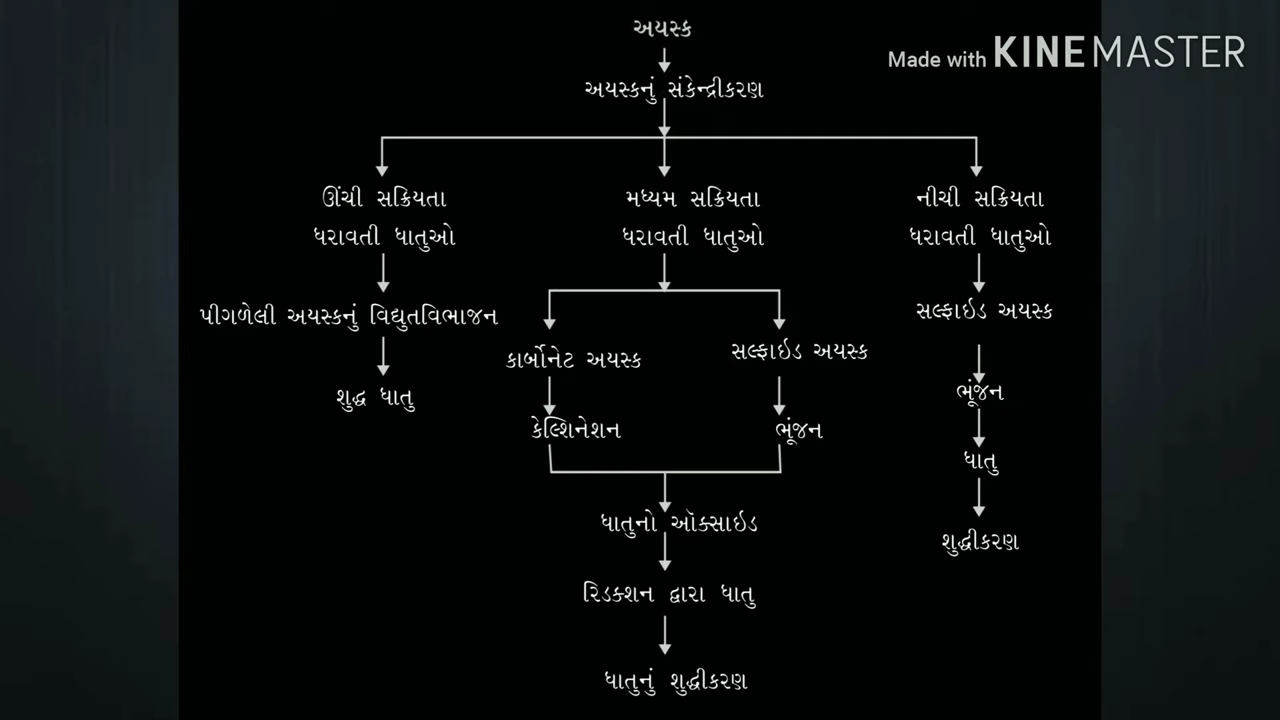 અયસ્ક
Made with KINEMASTER
અયસ્કનું સંકેન્દ્રીકરણ
ઊંચી સક્રિયતા
ધરાવતી ધાતુઓ
મધ્યમ સક્રિયતા
ધરાવતી ધાતુઓ
નીચી સક્રિયતા
ધરાવતી ધાતુઓ
પીગળેલી અયસ્કનું વિદ્યુતવિભાજન
શુદ્ધ ધાતુ
કાર્બોનેટ અયસ્ક
સલ્ફાઇડ અયસ્ક
કેલ્શિનેશન
ભૂંજન
ધાતુનો ઑક્સાઇડ
રિડક્શન દ્વારા ધાતુ
ધાતુનું શુદ્ધીકરણ
સલ્ફાઇડ અયસ્ક
ભૂંજન
ધાતુ
શુદ્ધીકરણ